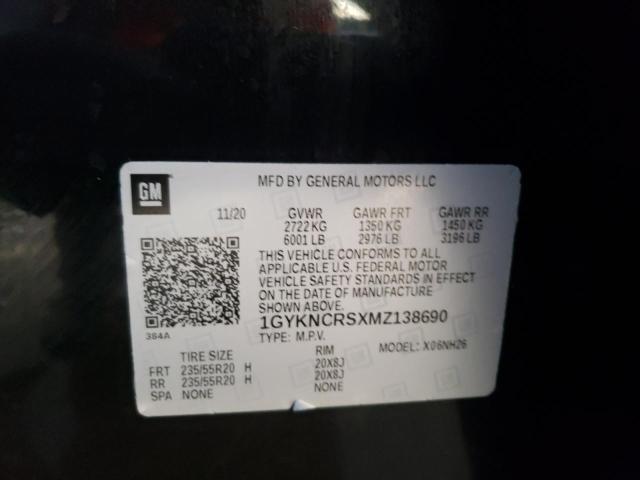 GM
MFD BY GENERAL MOTORS LLC
11/20 GVWR GAWR FRT GAWR RR
2722 KG 1350 KG 1450 KG
6001 LB 2976 LB 3196 LB
THIS VEHICLE CONFORMS TO ALL
APPLICABLE U.S. FEDERAL MOTOR
VEHICLE SAFETY STANDARDS IN EFFECT
ON THE DATE OF MANUFACTURE
SHOWN ABOVE.
1GYKNCRSXMZ138690
384A
TYPE: M.P.V. MODEL: X06NH26
TIRE SIZE RIM
FRT 235/55R20 H 20X8J
RR 235/55R20 H 20X8J
SPA NONE NONE